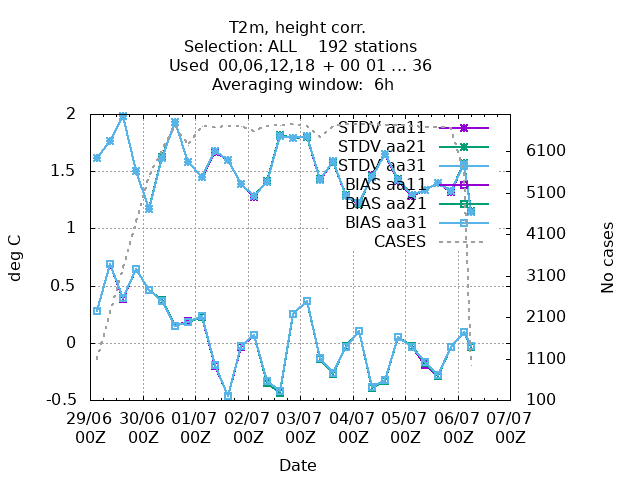 T2m, height corr.
Selection: ALL    192 stations
Used  00,06,12,18 + 00 01 ... 36
Averaging window:  6h
2
1.5
1
0.5
0
-0.5
deg C
STDV aa11
STDV aa21
STDV aa31
BIAS aa11
BIAS aa21
BIAS aa31
CASES
6100
5100
4100
3100
2100
1100
100
No cases
29/06 30/06 01/07 02/07 03/07 04/07 05/07 06/07 07/07
00Z 00Z 00Z 00Z 00Z 00Z 00Z 00Z 00Z
Date